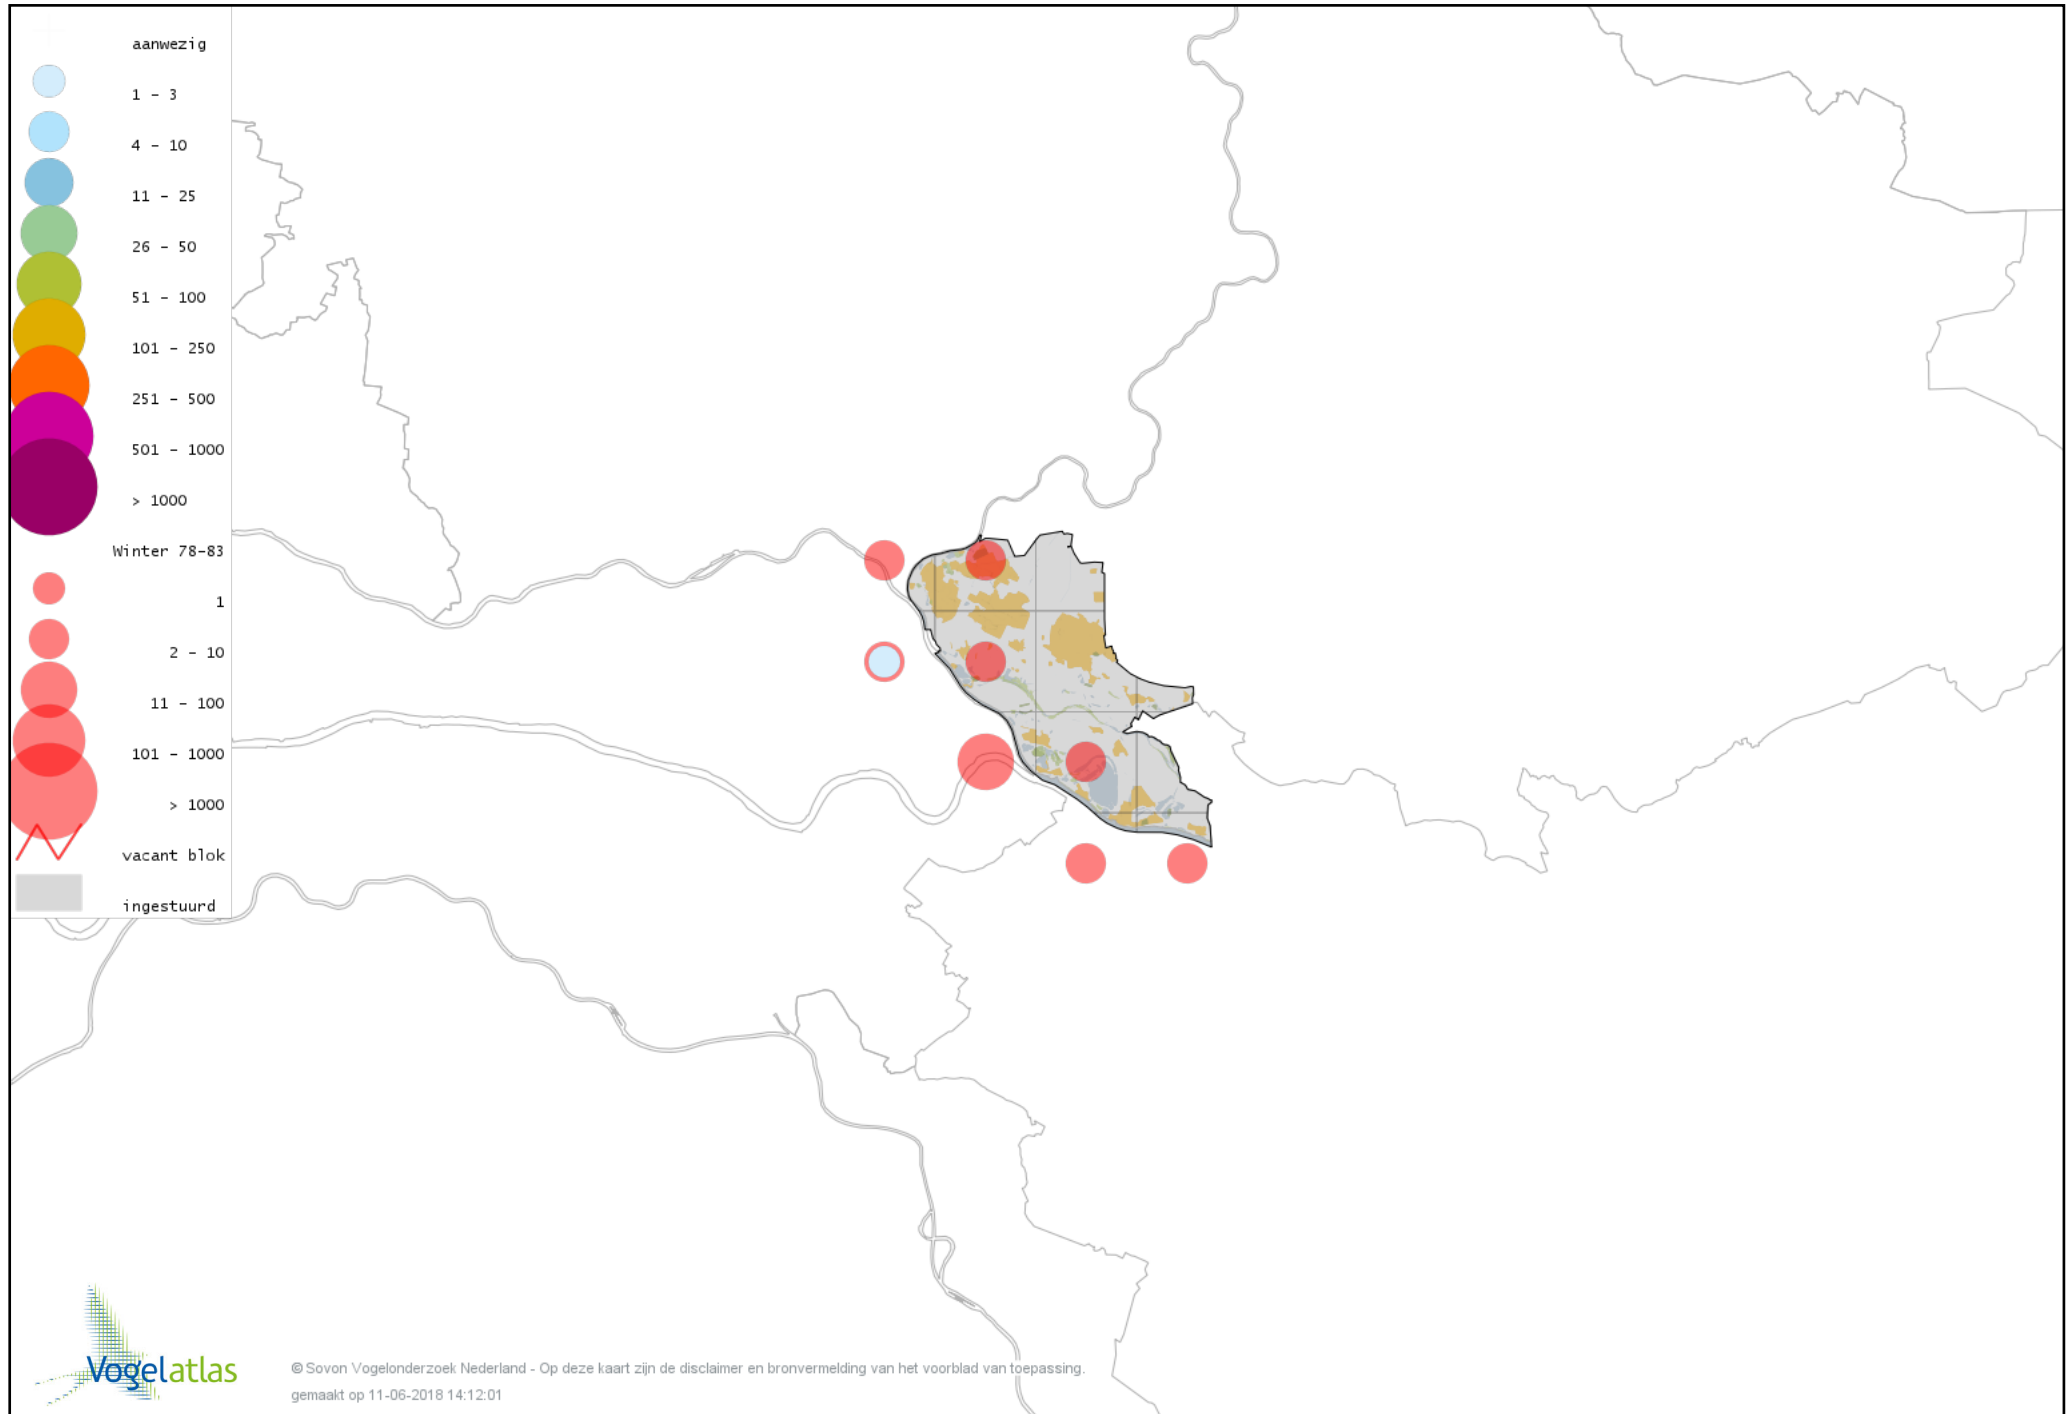 aanwezig
1 - 3
4 - 10
11 - 25
26 - 50
51 - 100
101 - 250
251 - 500
501 - 1000
> 1000
Winter 78-83
1
2 - 10
11 - 100
101 - 1000
> 1000
vacant blok
ingestuurd
Vogelatlas
© Sovon Vogelonderzoek Nederland - Op deze kaart zijn de disclaimer en bronvermelding van het voorblad van toepassing.
gemaakt op 11-06-2018 14:12:01